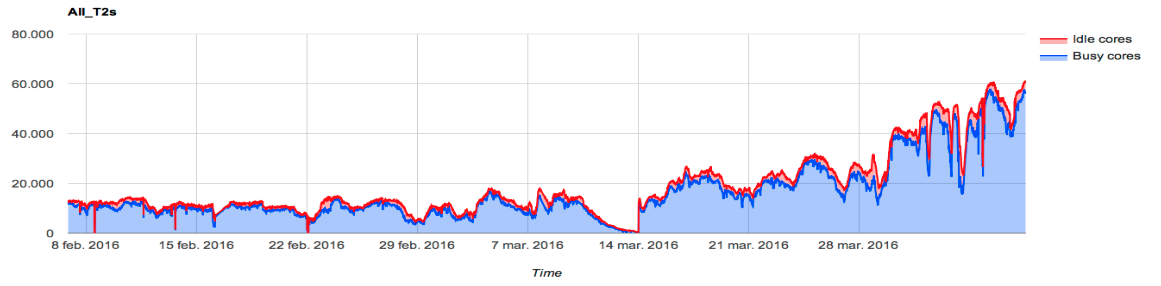 All_T2s
80.000
60.000
40.000
20.000
0
Idle cores
Busy cores
8 feb. 2016 15 feb. 2016 22 feb. 2016 29 feb. 2016 7 mar. 2016 14 mar. 2016 21 mar. 2016 28 mar. 2016
Time